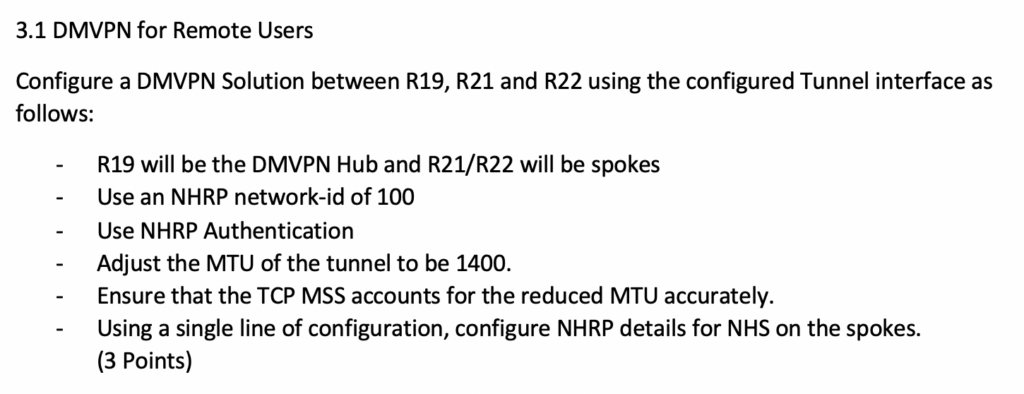 3.1 DMVPN for Remote Users
Configure a DMVPN Solution between R19, R21 and R22 using the configured Tunnel interface as
follows:
- R19 will be the DMVPN Hub and R21/R22 will be spokes
- Use an NHRP network-id of 100
- Use NHRP Authentication
- Adjust the MTU of the tunnel to be 1400.
- Ensure that the TCP MSS accounts for the reduced MTU accurately.
- Using a single line of configuration, configure NHRP details for NHS on the spokes.
(3 Points)